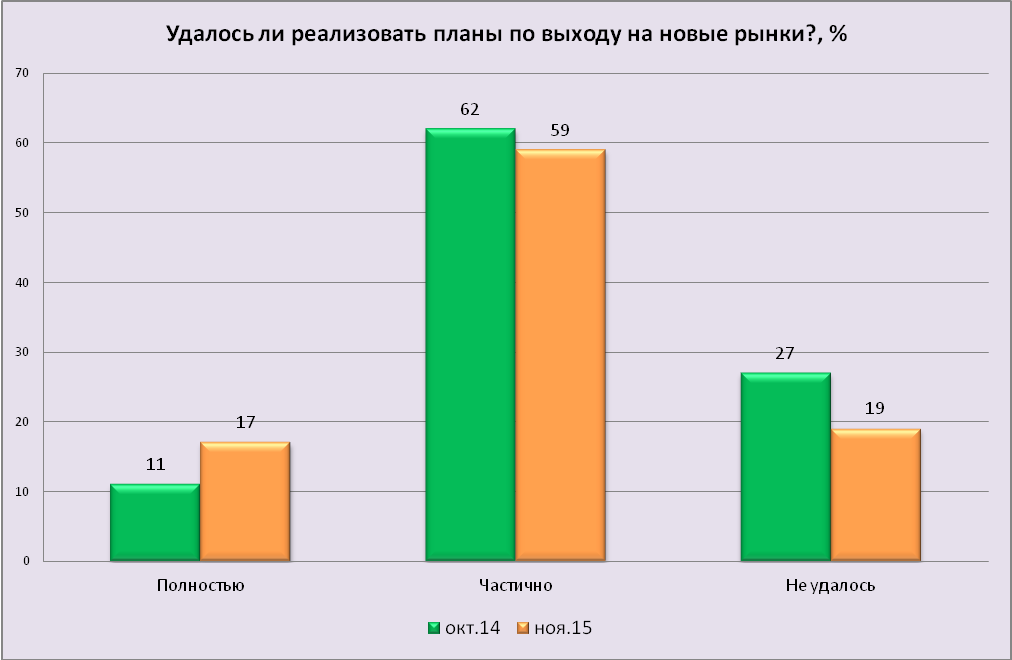 Удалось ли реализовать планы по выходу на новые рынки?, %
70
60
50
40
30
20
10
0
62
59
27
19
17
11
Полностью
Частично
Не удалось
окт.14
ноя.15